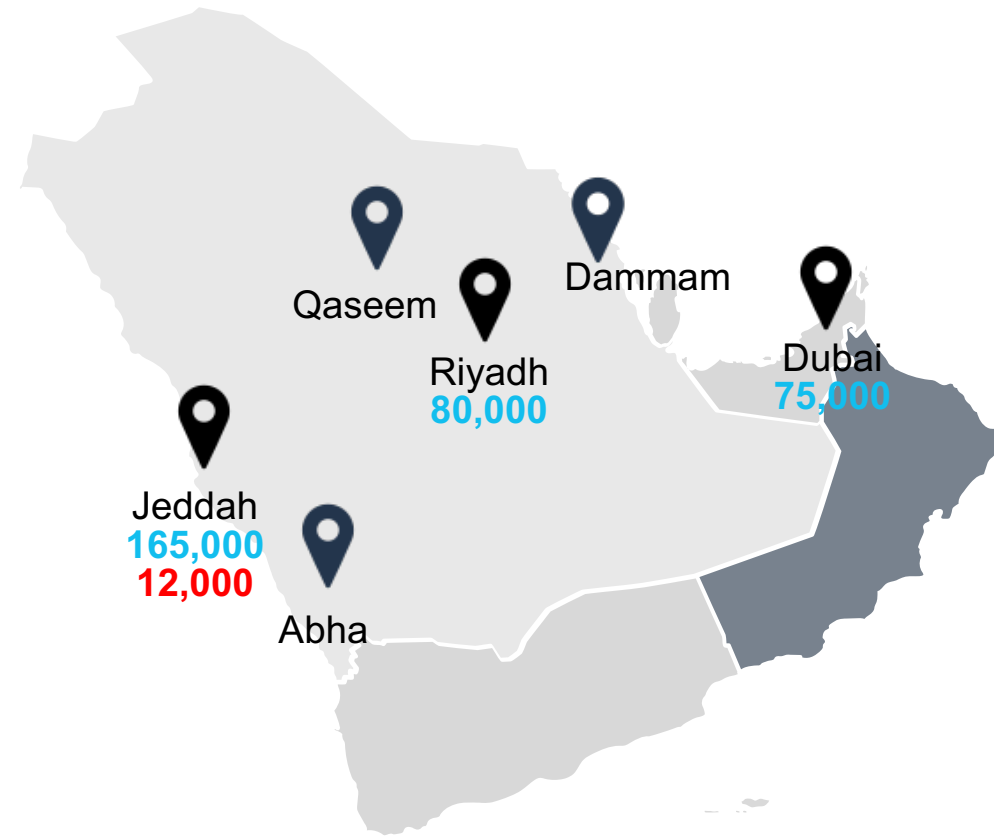 Dammam
Qaseem
Dubai
75,000
Riyadh
80,000
Jeddah
165,000
12,000
Abha